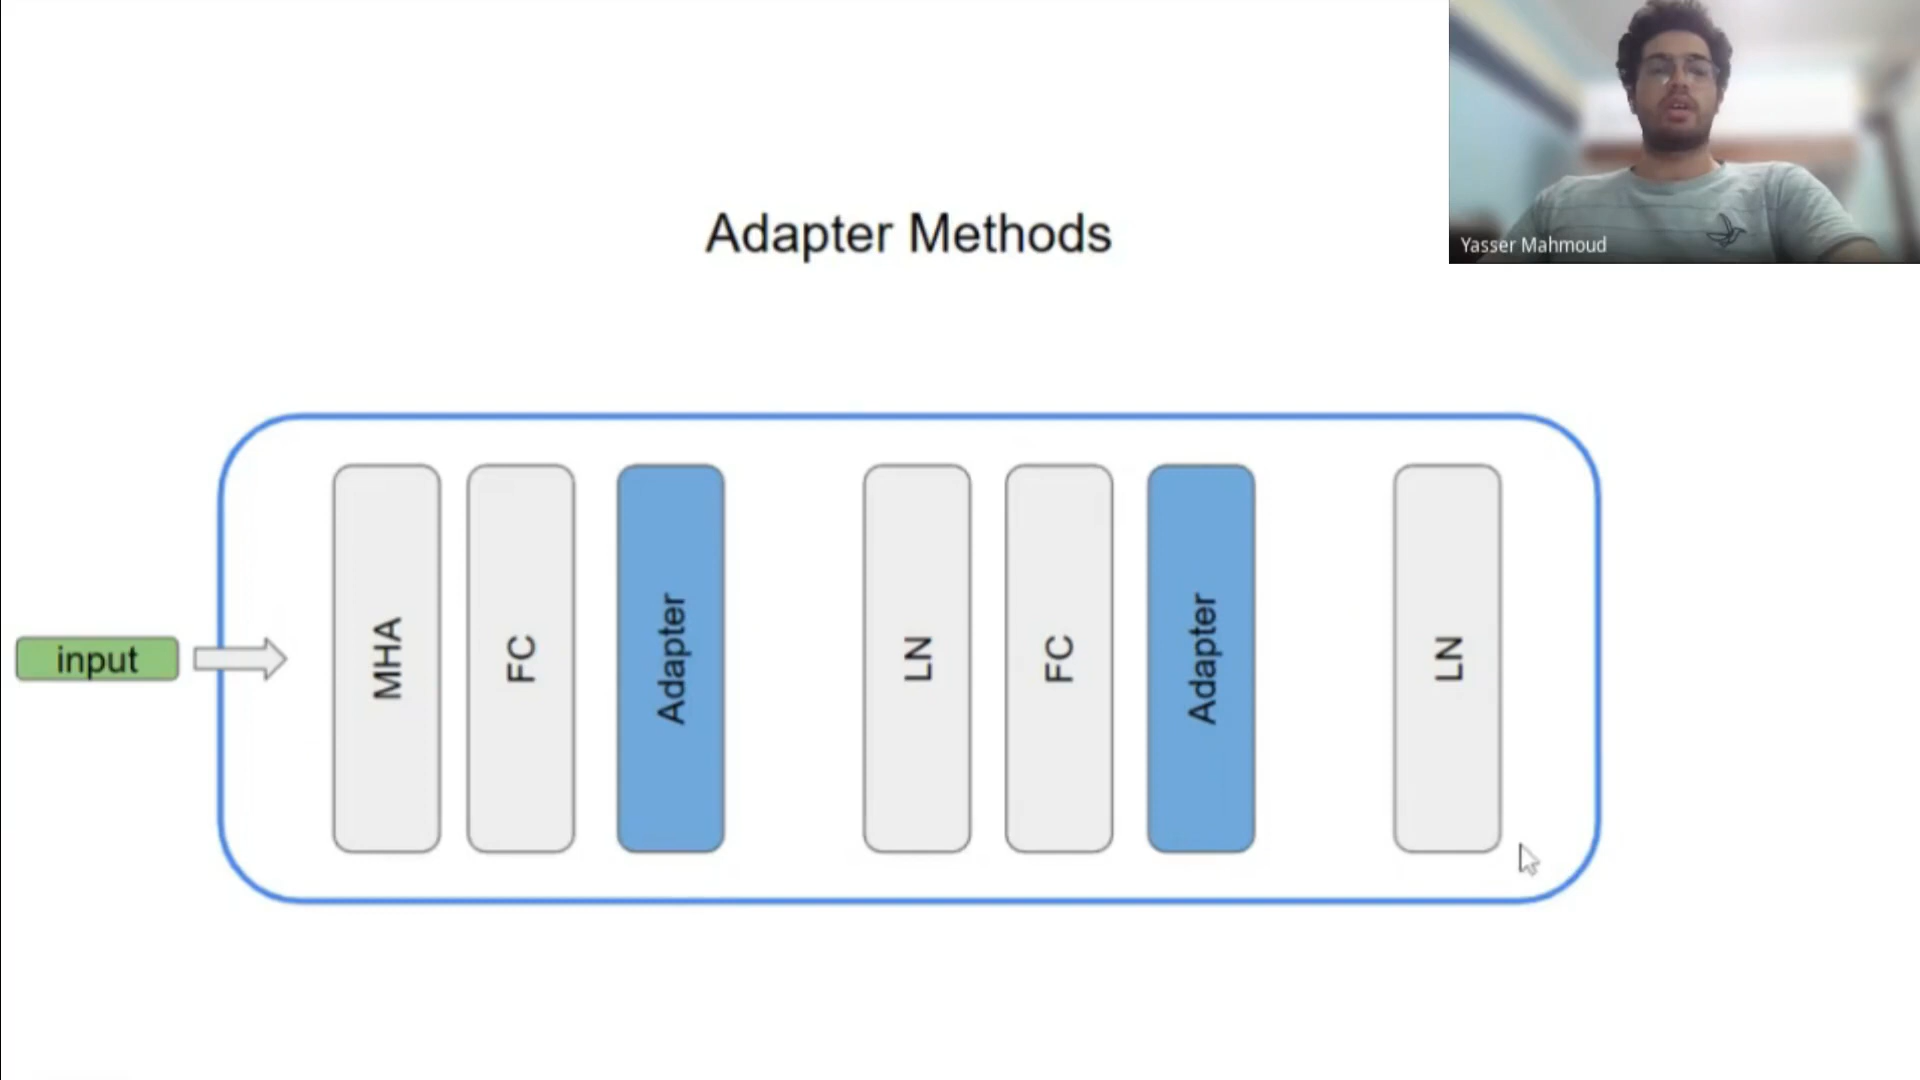 Yasser Mahmoud
Adapter Methods
input
MHA
FC
Adapter
LN
FC
Adapter
LN